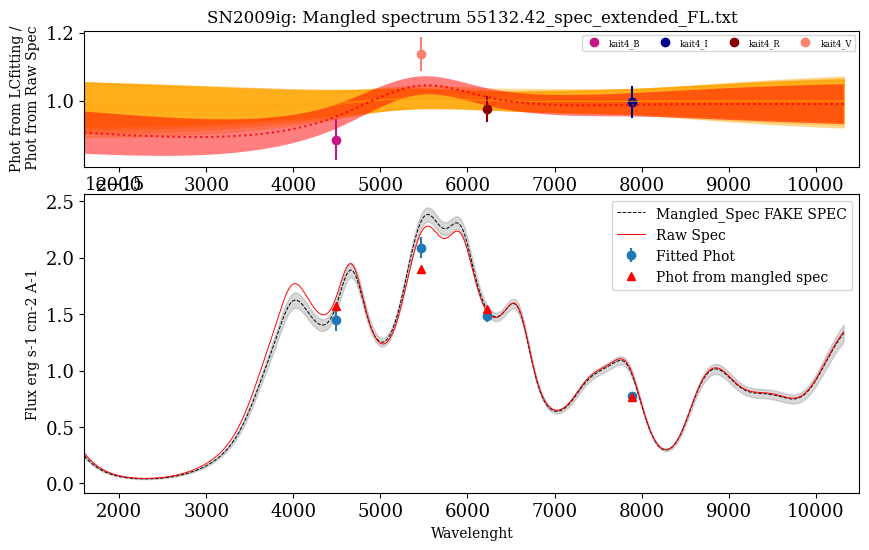 SN2009ig: Mangled spectrum 55132.42_spec_extended_FL.txt
Phot from LCfitting /
Phot from Raw Spec
1.2
1.0
kait4_B kait4_I kait4_R kait4_V
2000 3000 4000 5000 6000 7000 8000 9000 10000
1e−15
Flux erg s-1 cm-2 A-1
2.5
2.0
1.5
1.0
0.5
0.0
Mangled_Spec FAKE SPEC
Raw Spec
Fitted Phot
Phot from mangled spec
2000 3000 4000 5000 6000 7000 8000 9000 10000
Wavelenght